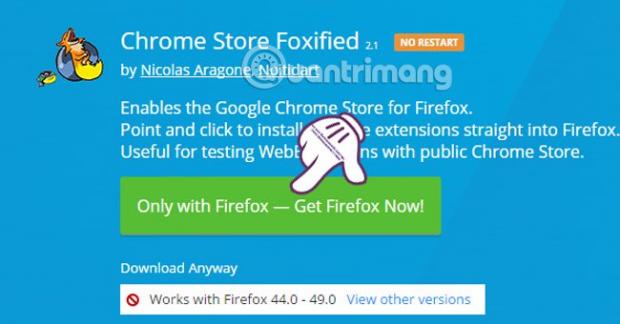 Chrome Store Foxified 2.1 NO RESTART
by Nicolas Aragone, Noitidart
quantrimang
Enables the Google Chrome Store for Firefox.
Point and click to install extensions straight into Firefox.
Useful for testing with public Chrome Store.
Only with Firefox — Get Firefox Now!
Download Anyway
Works with Firefox 44.0 - 49.0 View other versions